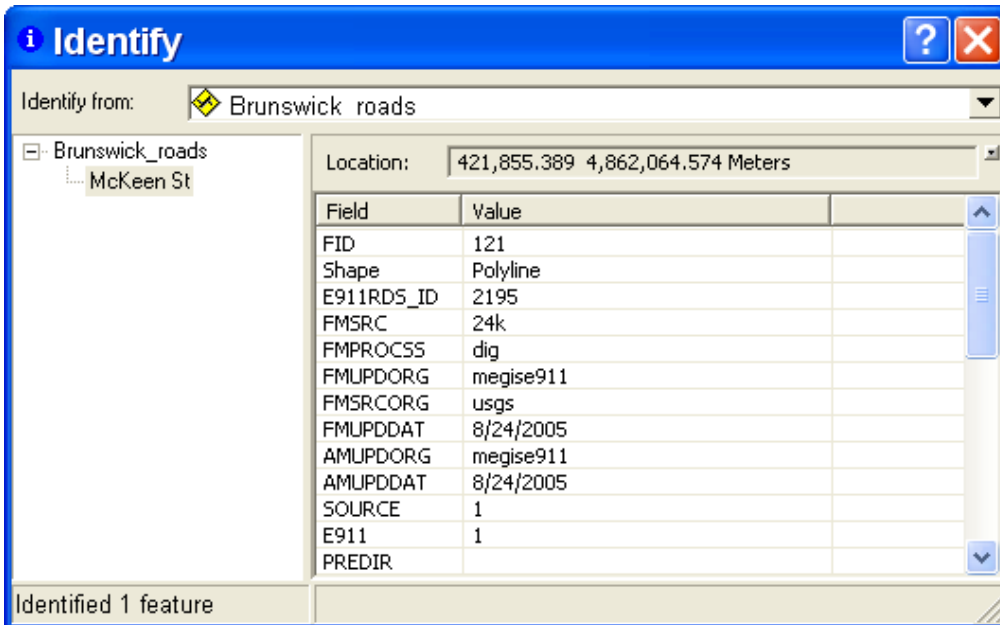 Identify
Identify from: Brunswick roads
Brunswick_roads
McKeen St
Location: 421,855.389 4,862,064.574 Meters
Field Value
FID 121
Shape Polyline
E911RDS_ID 2195
FMSRC 24k
FMPROCSS dig
FMUPDORG megise911
FMSRCORG usgs
FMUPDDAT 8/24/2005
AMUPDORG megise911
AMUPDDAT 8/24/2005
SOURCE 1
E911 1
PREDIR
Identified 1 feature